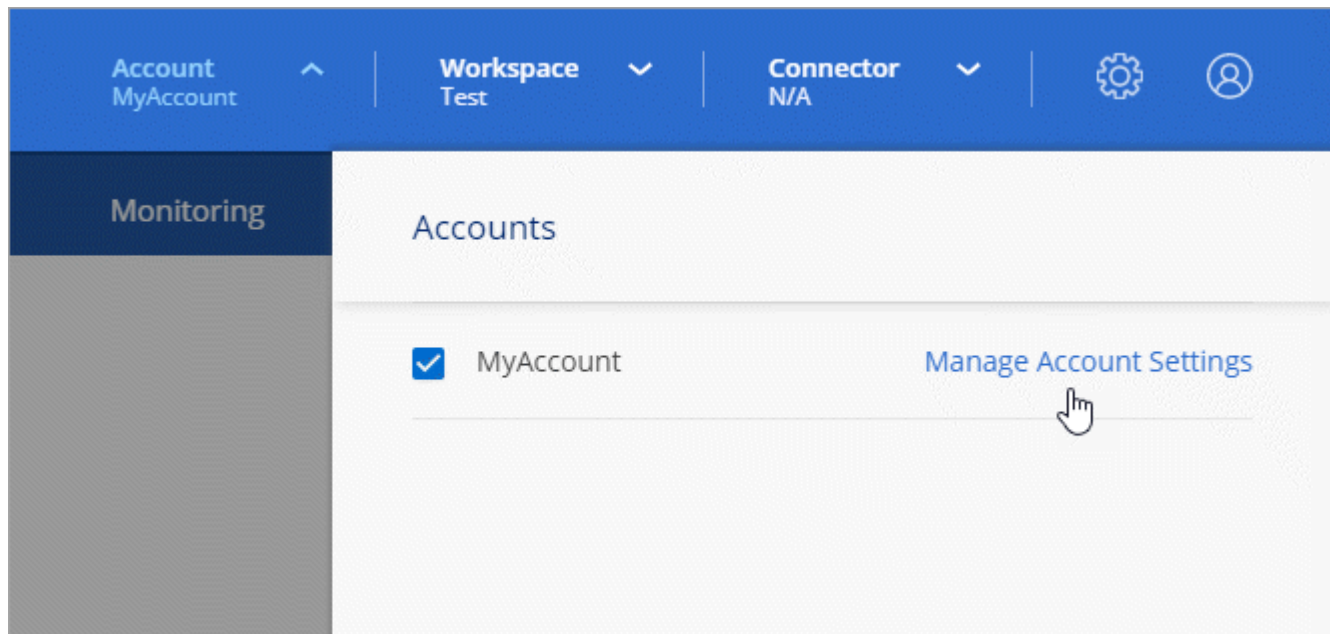 Account
MyAccount
Workspace
Test
Connector
N/A
Monitoring
Accounts
MyAccount
Manage Account Settings